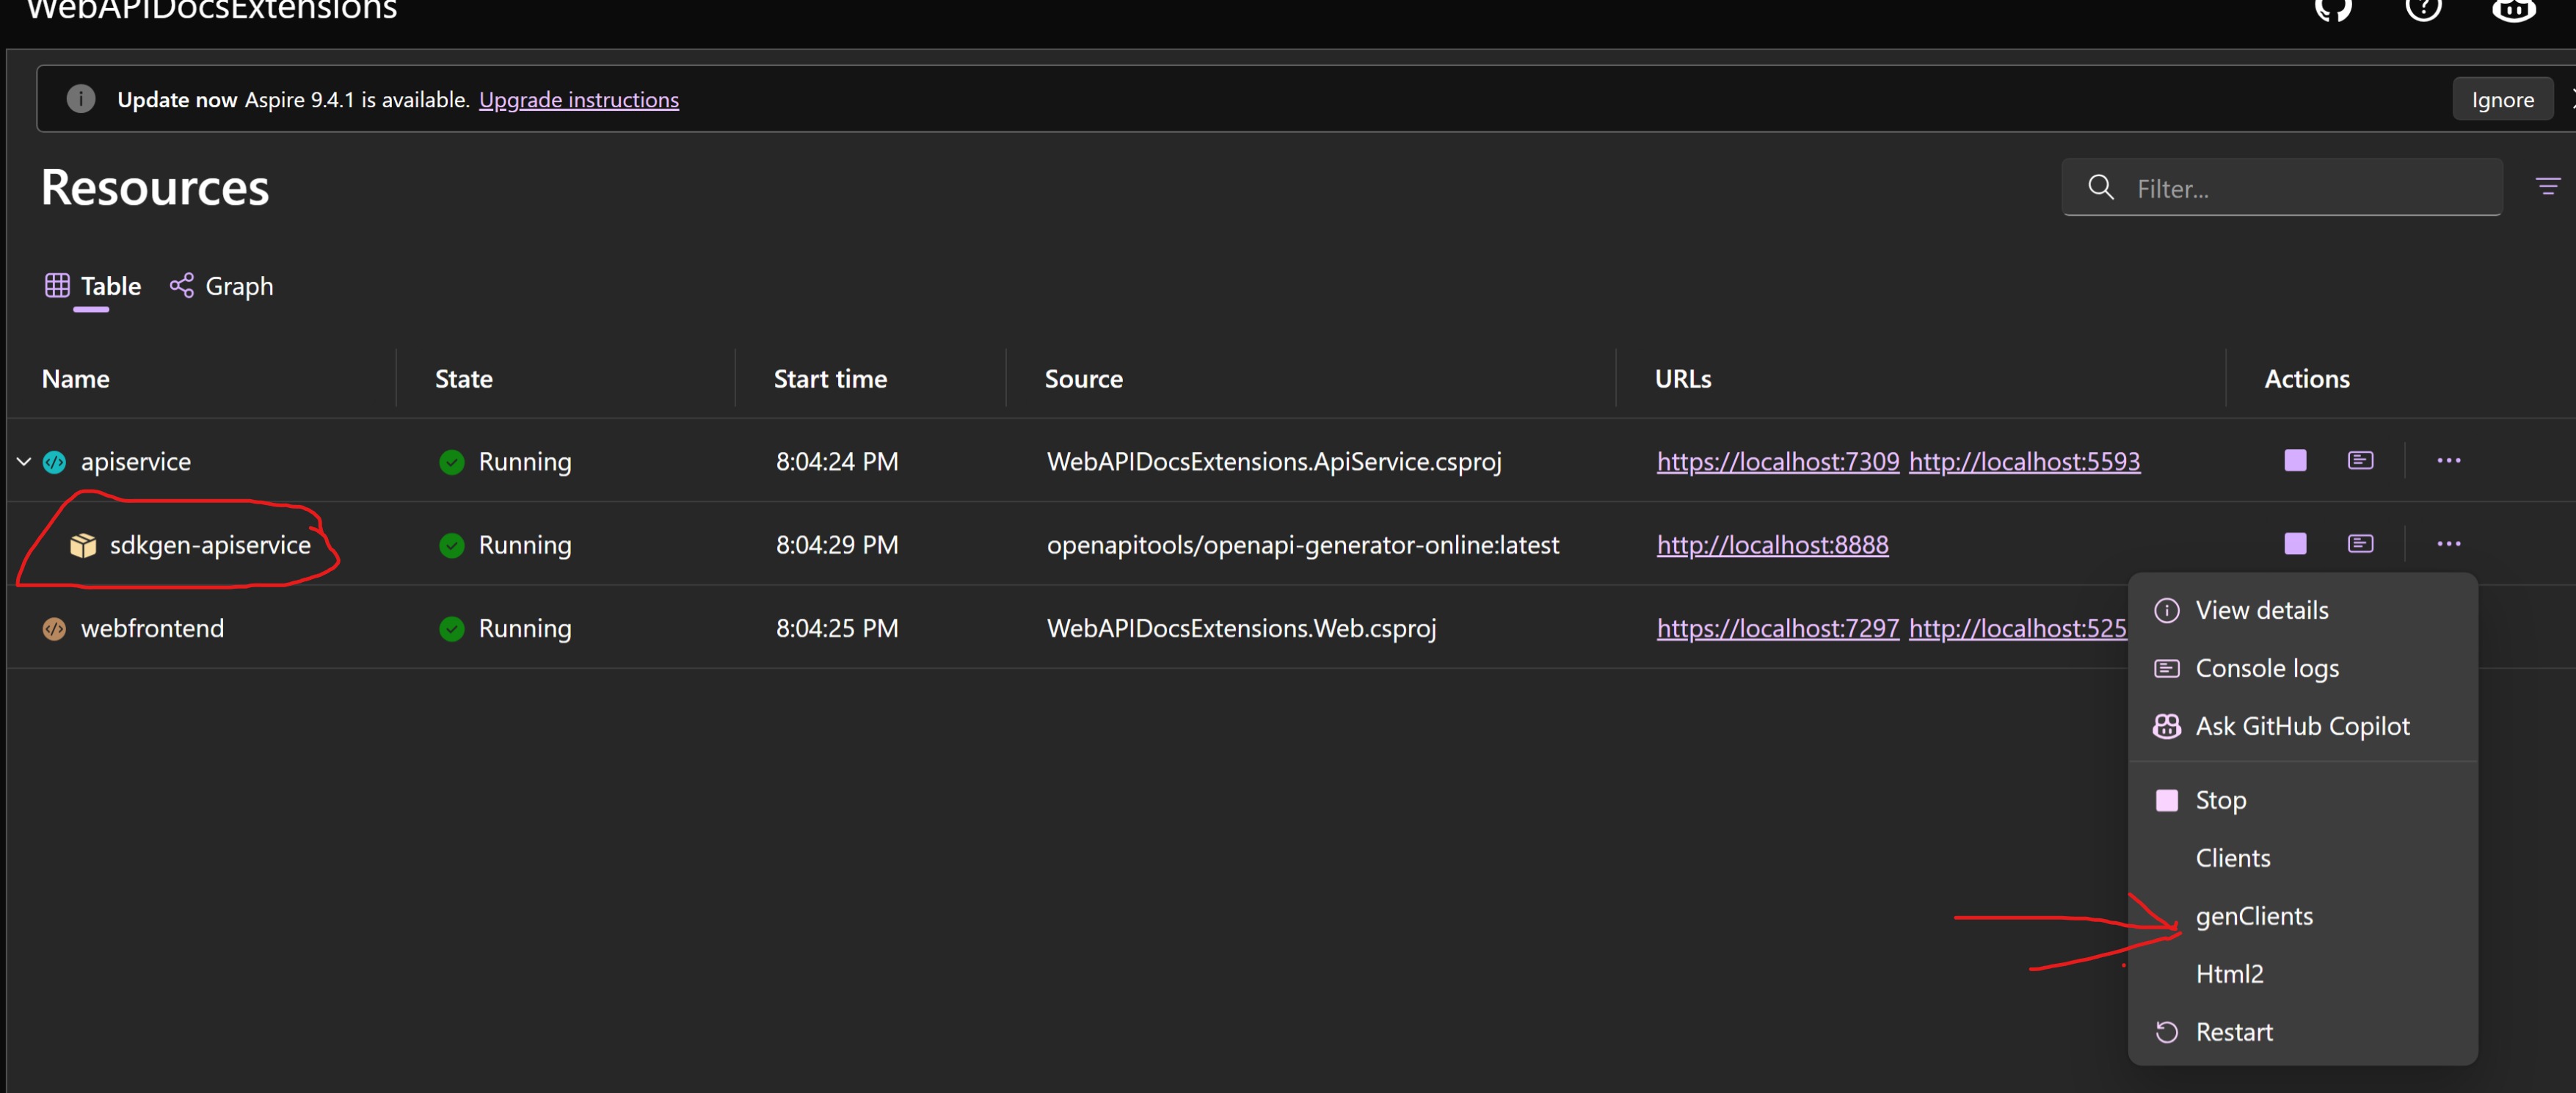 WebAPIDocsExtensions
Update now Aspire 9.4.1 is available. Upgrade instructions
Ignore
Resources
Filter...
Table
Graph
Name State Start time Source URLs Actions
apiservice Running 8:04:24 PM WebAPIDocsExtensions.ApiService.csproj https://localhost:7309 http://localhost:5593
sdkgen-apiservice Running 8:04:29 PM openapitools/openapi-generator-online:latest http://localhost:8888
webfrontend Running 8:04:25 PM WebAPIDocsExtensions.Web.csproj https://localhost:7297 http://localhost:525
View details
Console logs
Ask GitHub Copilot
Stop
Clients
genClients
Html2
Restart